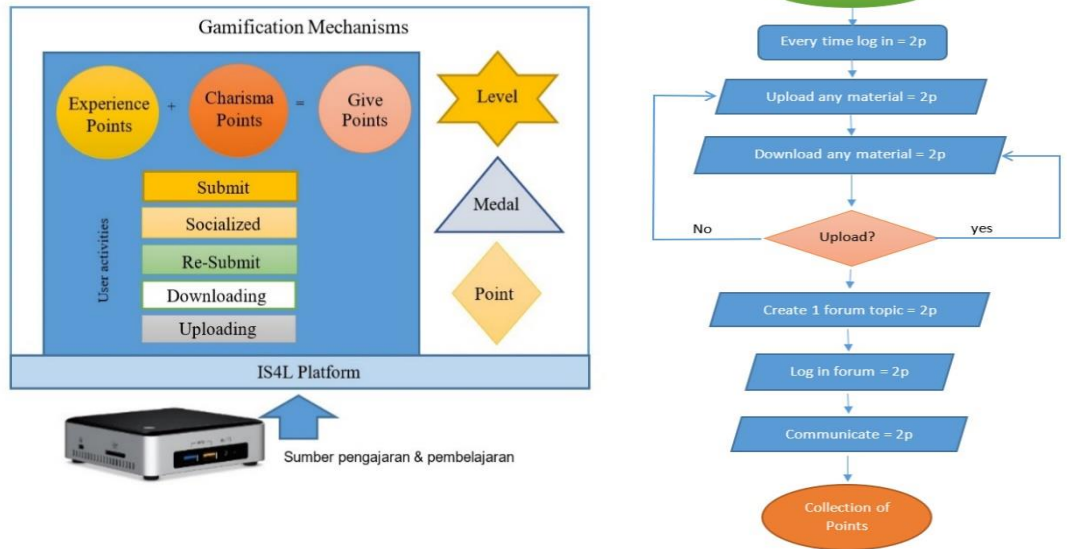 Gamification Mechanisms
Experience
Points
+
Charisma
Points
=
Give
Points
Level
Medal
Point
User activities
Submit
Socialized
Re-Submit
Downloading
Uploading
IS4L Platform
Sumber pengajaran & pembelajaran
Every time log in = 2p
Upload any material = 2p
Download any material = 2p
No
Upload?
yes
Create 1 forum topic = 2p
Log in forum = 2p
Communicate = 2p
Collection of
Points